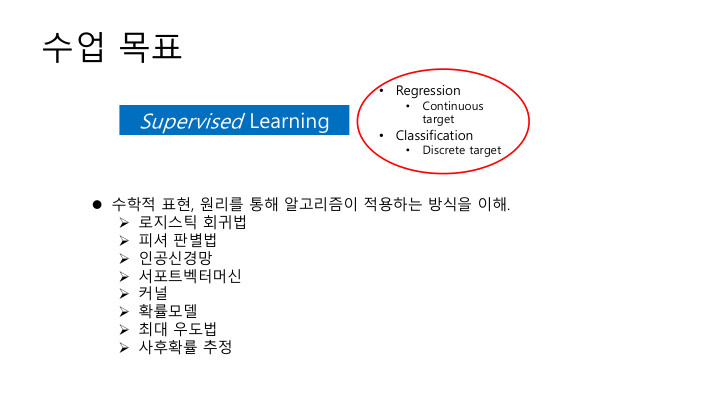 수업 목표
Supervised Learning
• Regression
• Continuous
target
• Classification
• Discrete target
● 수학적 표현, 원리를 통해 알고리즘이 적용하는 방식을 이해.
➢ 로지스틱 회귀법
➢ 피셔 판별법
➢ 인공신경망
➢ 서포트벡터머신
➢ 커널
➢ 확률모델
➢ 최대 우도법
➢ 사후확률 추정